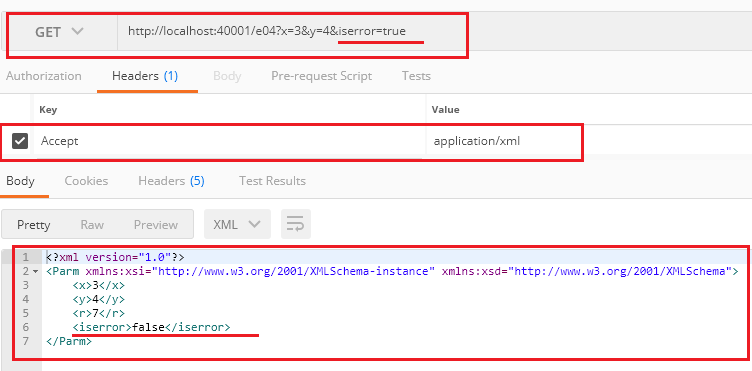 GET http://localhost:40001/e04?x=3&y=4&iserror=true
Authorization Headers (1) Body Pre-request Script Tests
Key Value
Accept application/xml
Body Cookies Headers (5) Test Results
Pretty Raw Preview XML
1 <?xml version="1.0"?>
2 <Parm xmlns:xsi="http://www.w3.org/2001/XMLSchema-instance" xmlns:xsd="http://www.w3.org/2001/XMLSchema">
3 <x>3</x>
4 <y>4</y>
5 <r>7</r>
6 <iserror>false</iserror>
7 </Parm>